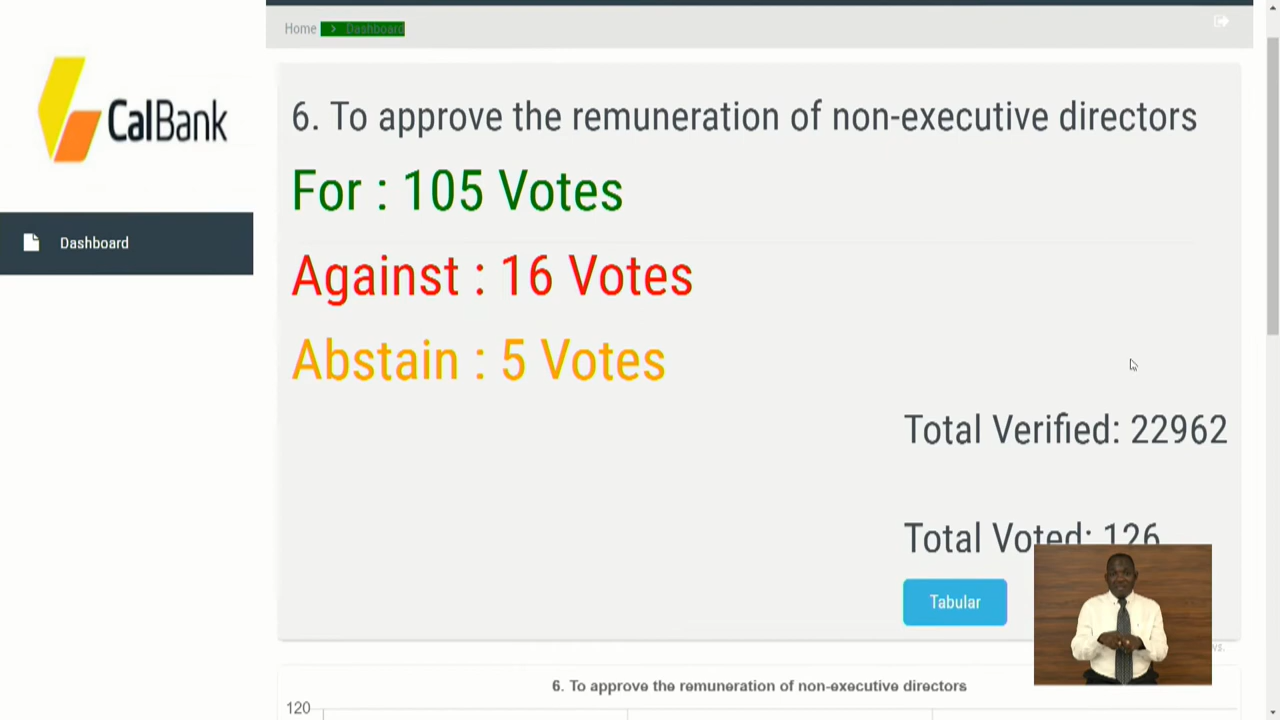 Home > Dashboard
CalBank
Dashboard
6. To approve the remuneration of non-executive directors
For : 105 Votes
Against : 16 Votes
Abstain : 5 Votes
Total Verified: 22962
Total Voted: 126
Tabular
6. To approve the remuneration of non-executive directors
120